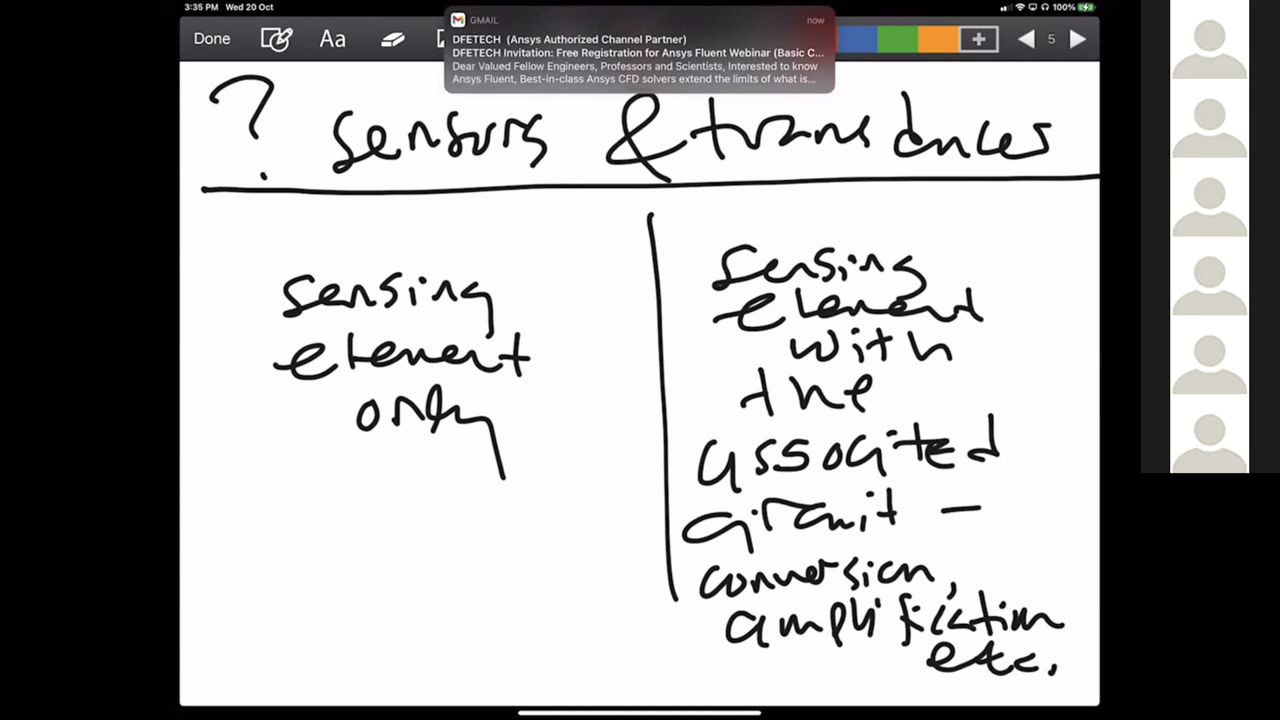 3:35 PM Wed 20 Oct
100%
GMAIL
now
DFETECH (Ansys Authorized Channel Partner)
DFETECH Invitation: Free Registration for Ansys Fluent Webinar (Basic C...
Dear Valued Fellow Engineers, Professors and Scientists, Interested to know
Ansys Fluent, Best-in-class Ansys CFD solvers extend the limits of what is...
Done
Aa
5
? sensors & transduces
sensing
element
only
sensing
element
with
the
associted
circuit –
conversion,
amplifiction
etc.